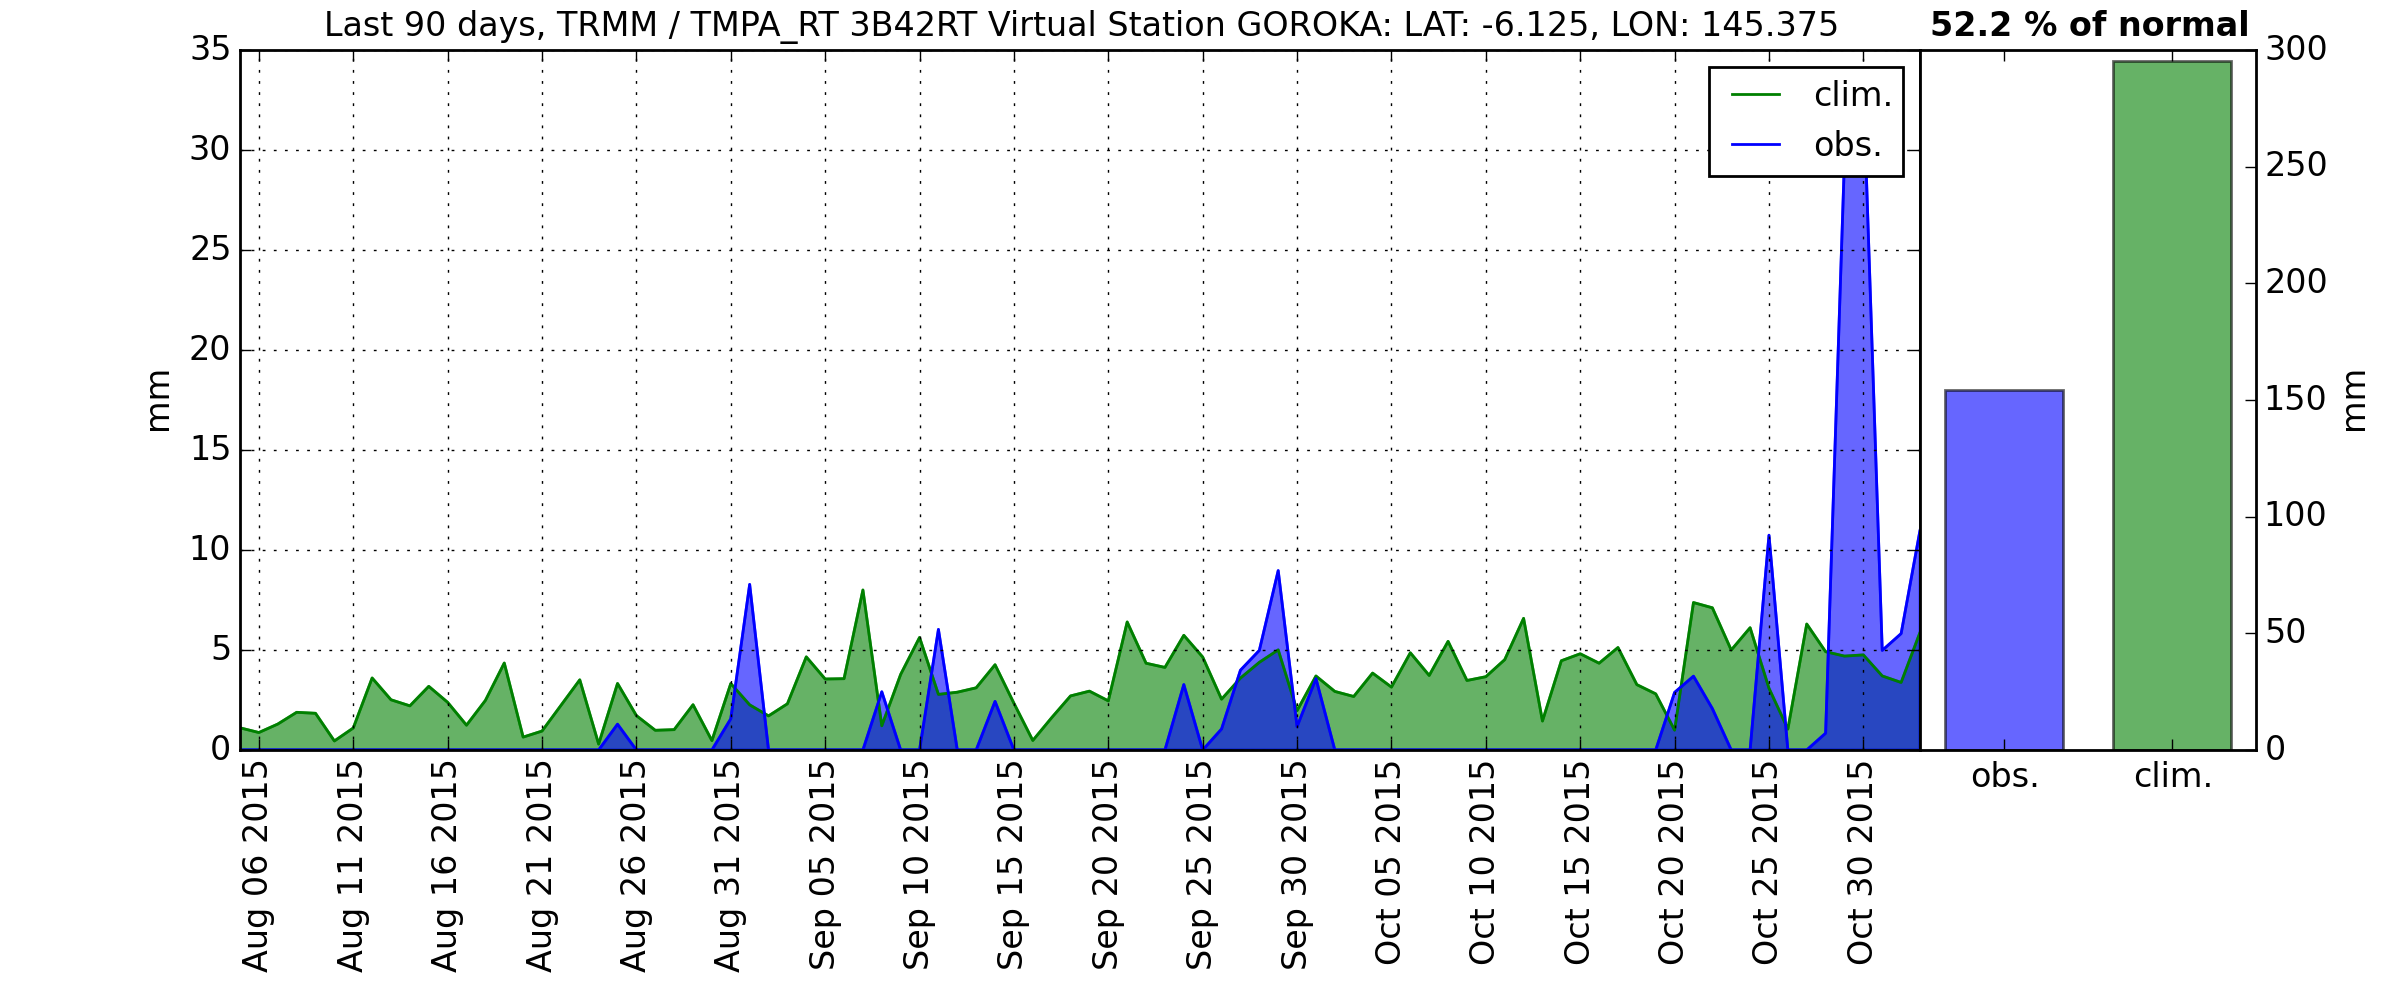 Last 90 days, TRMM / TMPA_RT 3B42RT Virtual Station GOROKA: LAT: -6.125, LON: 145.375
52.2 % of normal
35
30
25
20
15
10
5
0
mm
clim.
obs.
300
250
200
150
100
50
0
mm
Aug 06 2015
Aug 11 2015
Aug 16 2015
Aug 21 2015
Aug 26 2015
Aug 31 2015
Sep 05 2015
Sep 10 2015
Sep 15 2015
Sep 20 2015
Sep 25 2015
Sep 30 2015
Oct 05 2015
Oct 10 2015
Oct 15 2015
Oct 20 2015
Oct 25 2015
Oct 30 2015
obs.
clim.